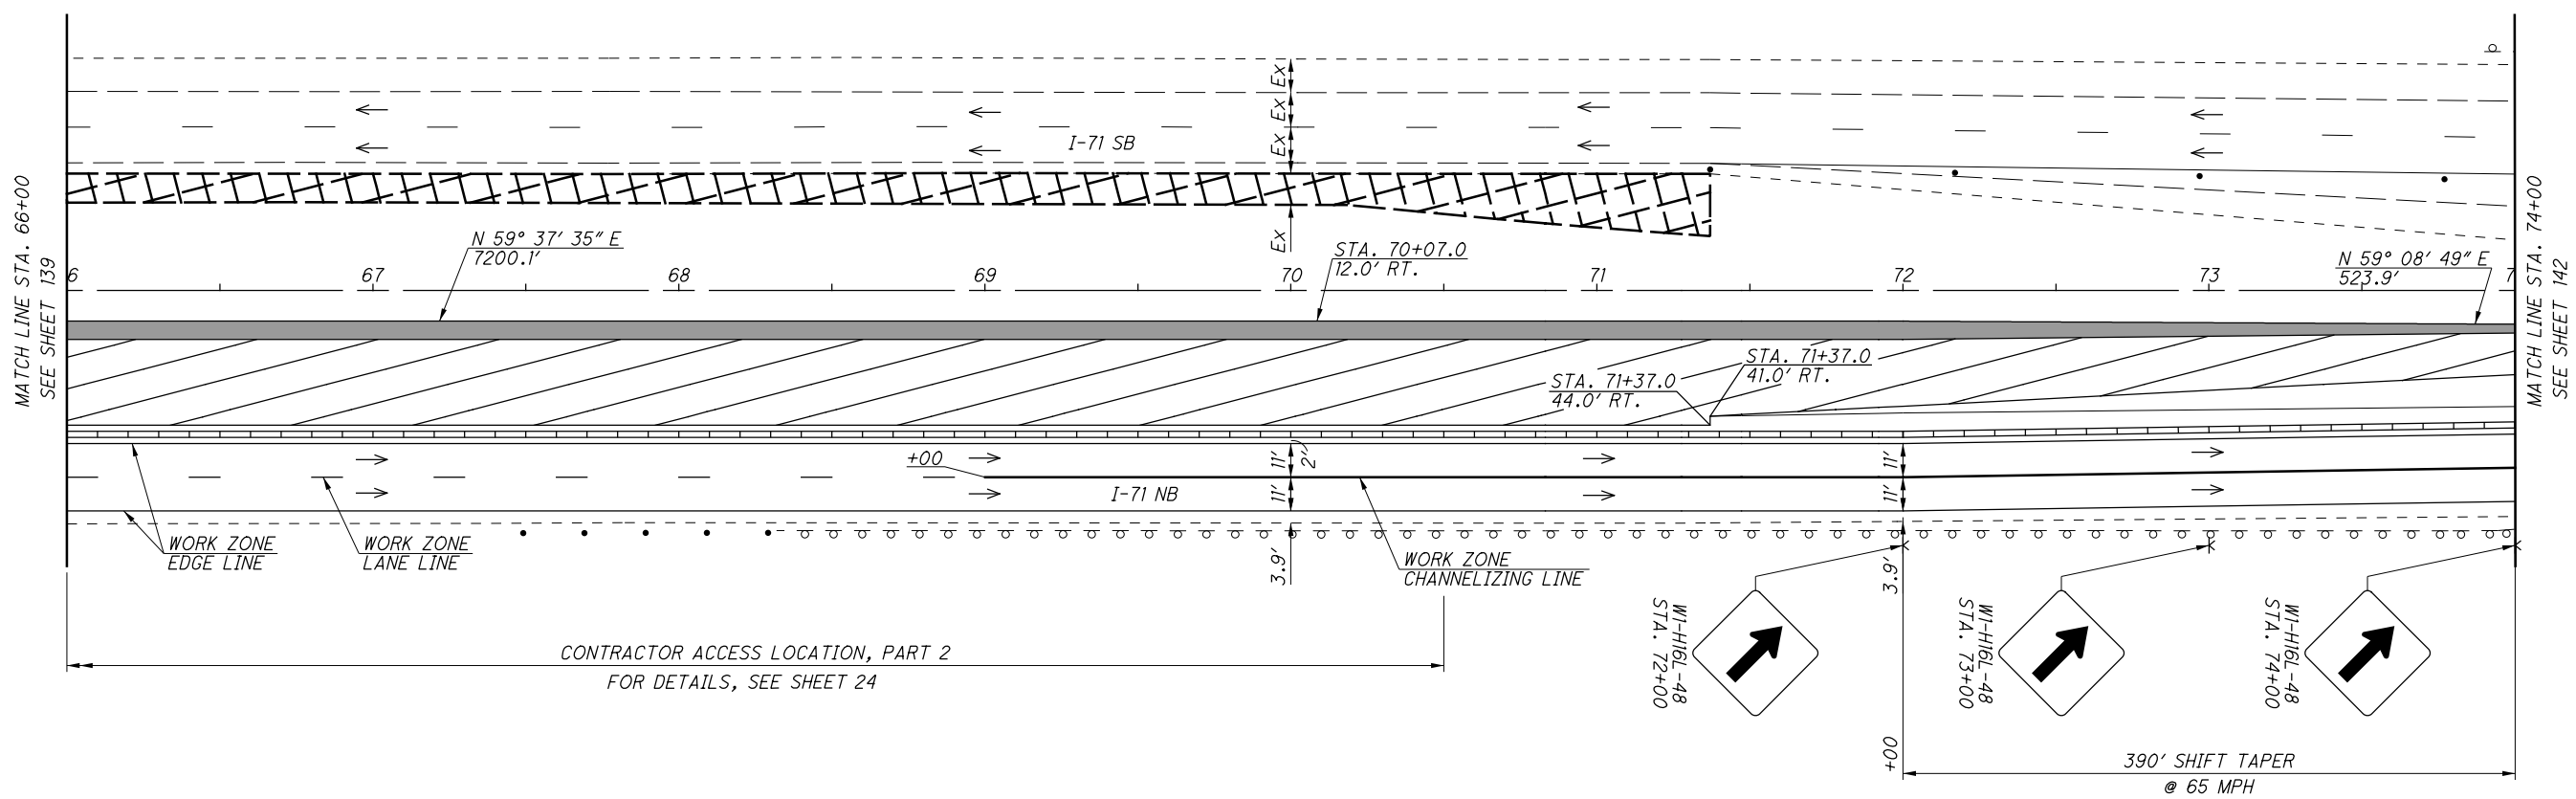 MATCH LINE STA. 66+00
SEE SHEET 139
Ex
Ex
Ex
I-71 SB
Ex
N 59° 37' 35" E
7200.1'
STA. 70+07.0
12.0' RT.
N 59° 08' 49" E
523.9'
6
67
68
69
70
71
72
73
7
MATCH LINE STA. 74+00
SEE SHEET 142
STA. 71+37.0
41.0' RT.
STA. 71+37.0
44.0' RT.
+00
11'
2'
11'
11'
11'
I-71 NB
WORK ZONE
EDGE LINE
WORK ZONE
LANE LINE
3.9'
WORK ZONE
CHANNELIZING LINE
3.9'
CONTRACTOR ACCESS LOCATION, PART 2
FOR DETAILS, SEE SHEET 24
W1-H16L-48
STA. 72+00
W1-H16L-48
STA. 73+00
W1-H16L-48
STA. 74+00
+00
390' SHIFT TAPER
@ 65 MPH